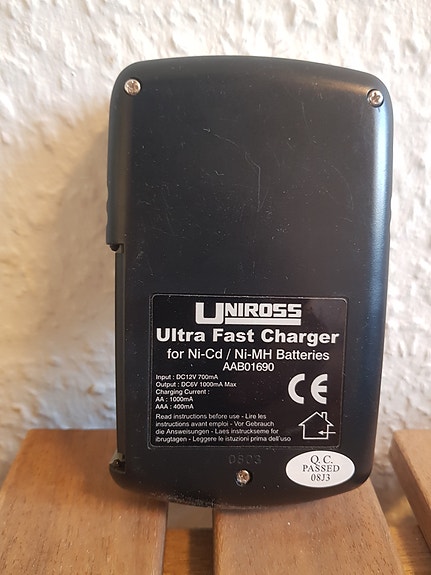 UNIROSS
Ultra Fast Charger
for Ni-Cd / Ni-MH Batteries
AAB01690
Input : DC12V 700mA
Output : DC6V 1000mA Max
Charging Current :
AA : 1000mA
AAA : 400mA
CE
Read instructions before use - Lire les
instructions avant emploi - Vor Gebrauch
die Anweisungen - Laes instruckseme for
ibrugtagen - Leggere le istuzioni prima dell'uso
0803
Q.C.
PASSED
08J3